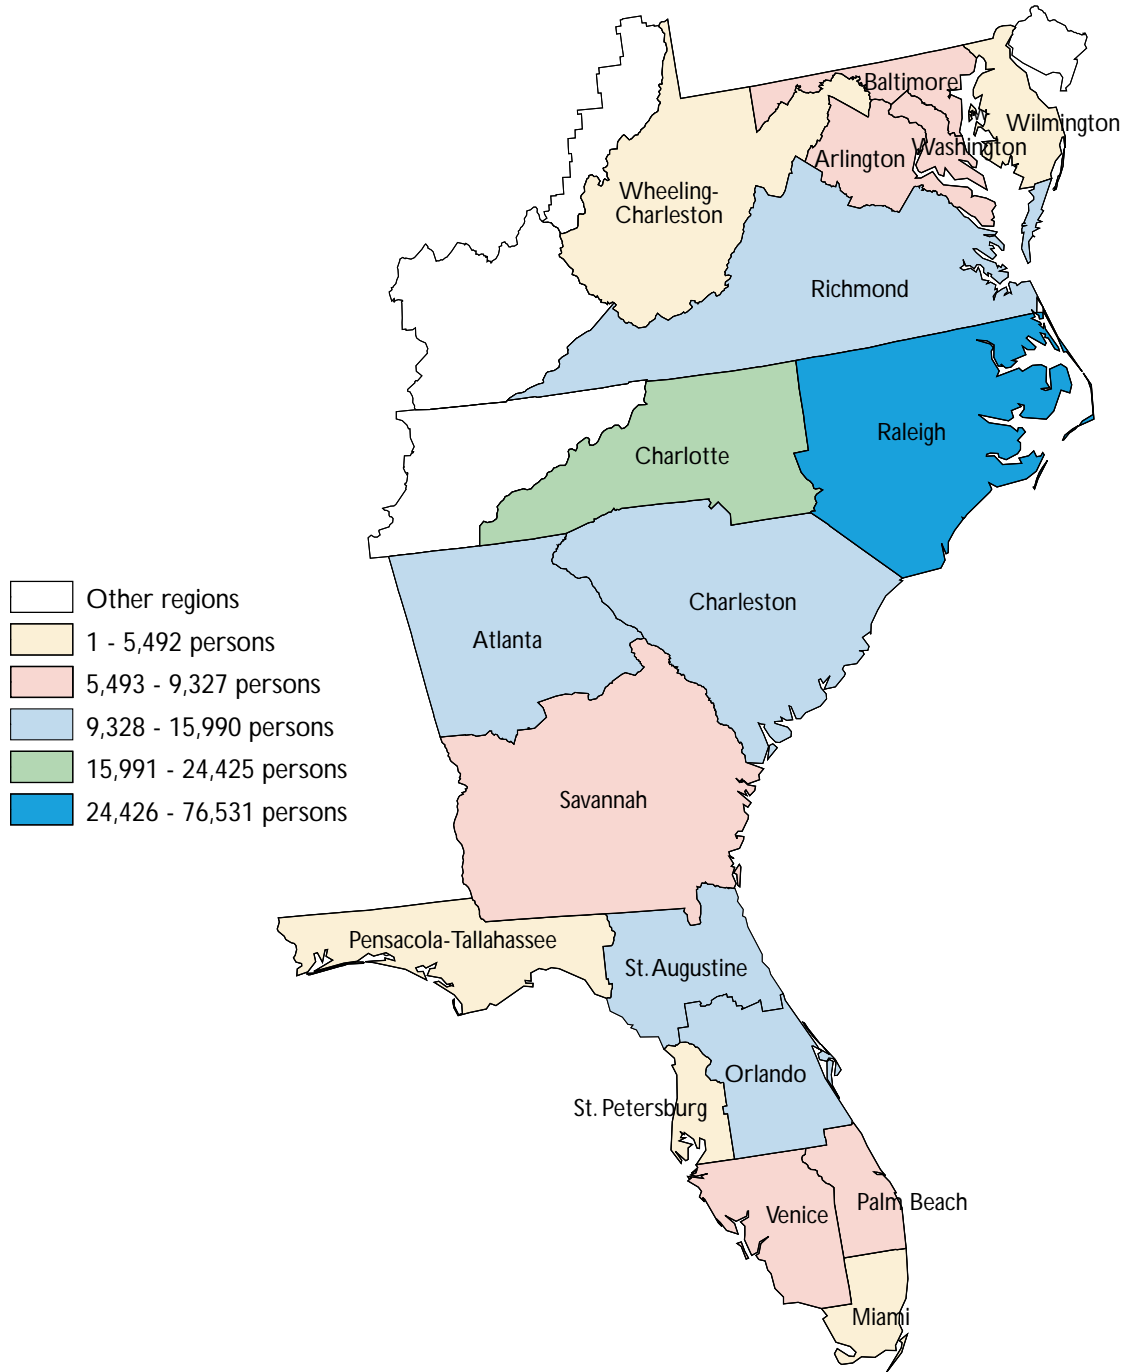 Baltimore
Wilmington
Washington
Arlington
Wheeling-
Charleston
Richmond
Raleigh
Charlotte
Charleston
Atlanta
Savannah
Other regions
1 - 5,492 persons
5,493 - 9,327 persons
9,328 - 15,990 persons
15,991 - 24,425 persons
24,426 - 76,531 persons
Pensacola-Tallahassee
St. Augustine
Orlando
St. Petersburg
Palm Beach
Venice
Miami